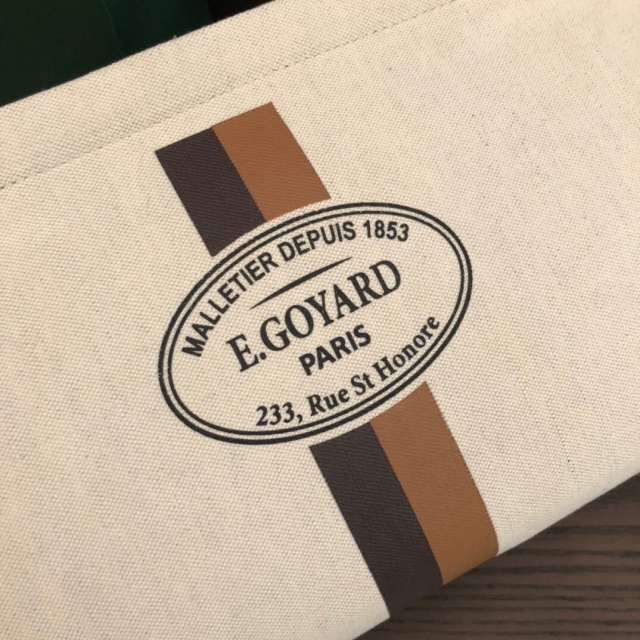 MALLETIER DEPUIS 1853
E.GOYARD
PARIS
233, Rue St Honore